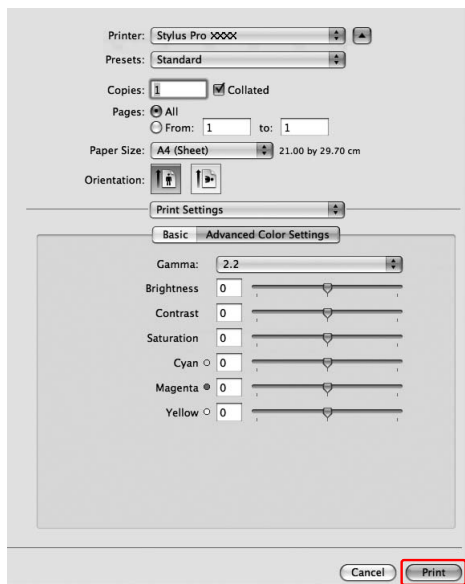 Printer: Stylus Pro XXXX
Presets: Standard
Copies: 1 Collated
Pages: All
From: 1 to: 1
Paper Size: A4 (Sheet) 21.00 by 29.70 cm
Orientation:
Print Settings
Basic Advanced Color Settings
Gamma: 2.2
Brightness 0
Contrast 0
Saturation 0
Cyan 0
Magenta 0
Yellow 0
Cancel Print